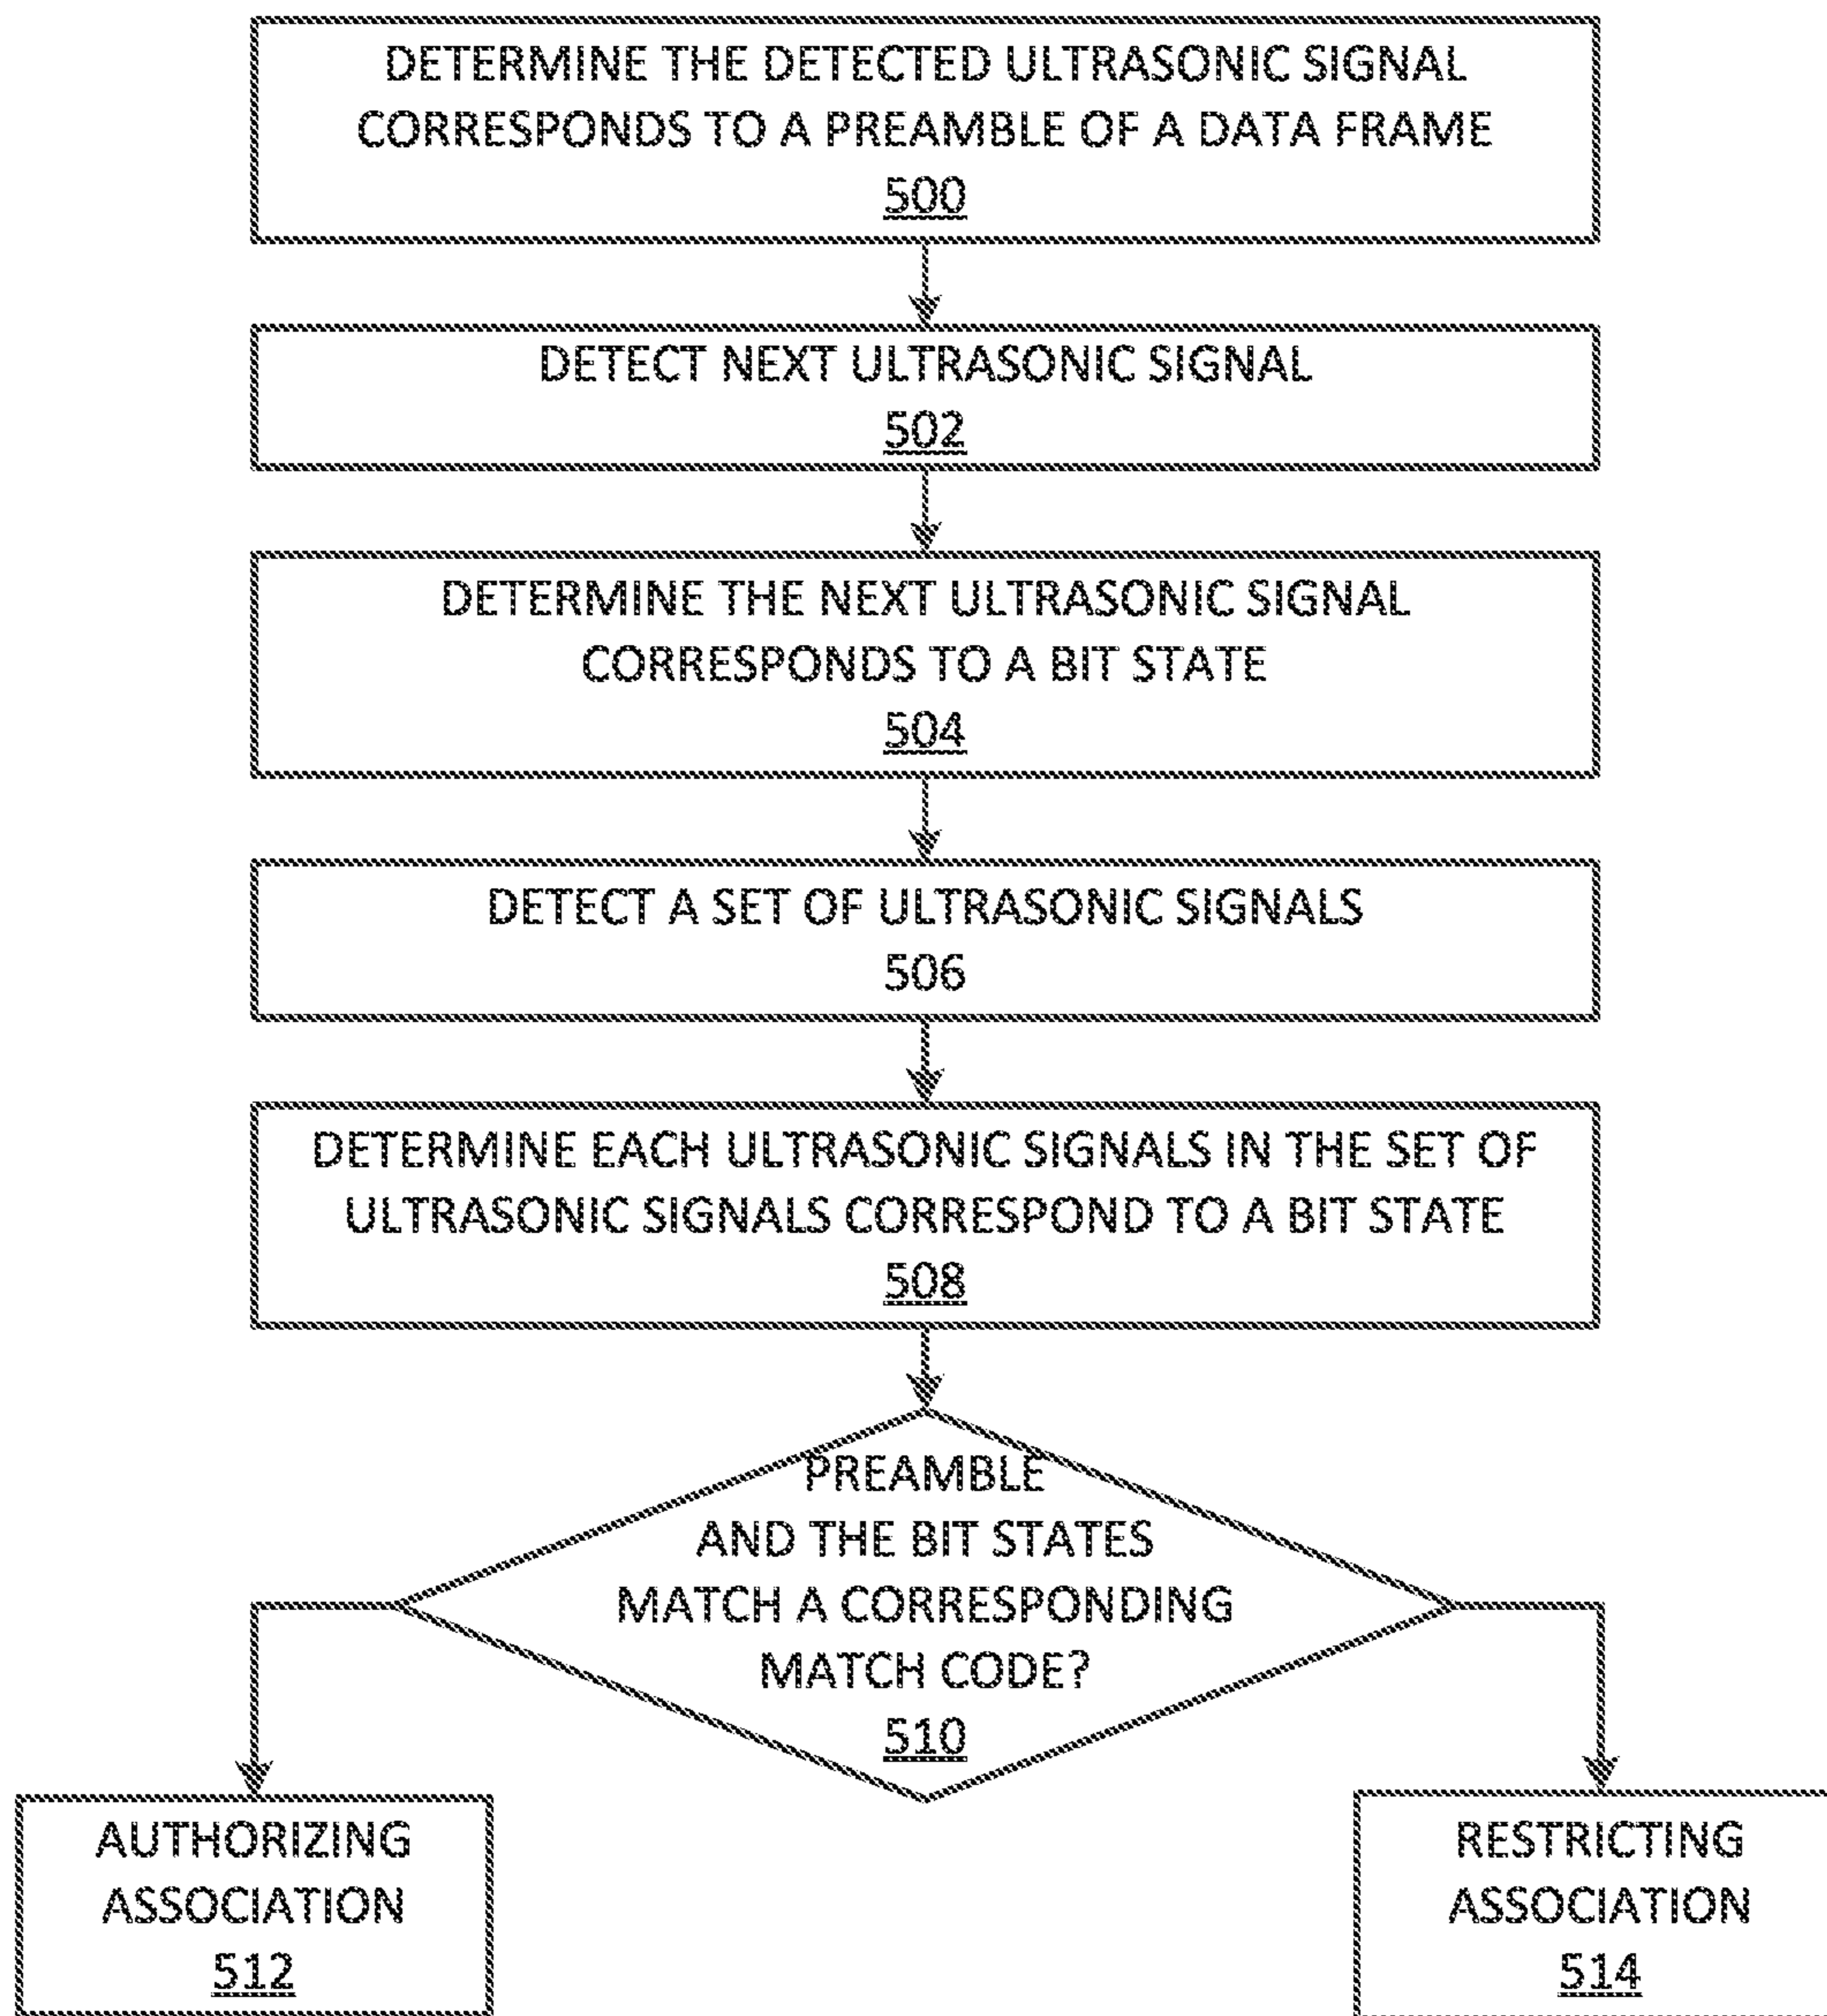 DETERMINE THE DETECTED ULTRASONIC SIGNAL
CORRESPONDS TO A PREAMBLE OF A DATA FRAME
500
DETECT NEXT ULTRASONIC SIGNAL
502
DETERMINE THE NEXT ULTRASONIC SIGNAL
CORRESPONDS TO A BIT STATE
504
DETECT A SET OF ULTRASONIC SIGNALS
506
DETERMINE EACH ULTRASONIC SIGNALS IN THE SET OF
ULTRASONIC SIGNALS CORRESPOND TO A BIT STATE
508
PREAMBLE
AND THE BIT STATES
MATCH A CORRESPONDING
MATCH CODE?
510
AUTHORIZING
ASSOCIATION
512
RESTRICTING
ASSOCIATION
514